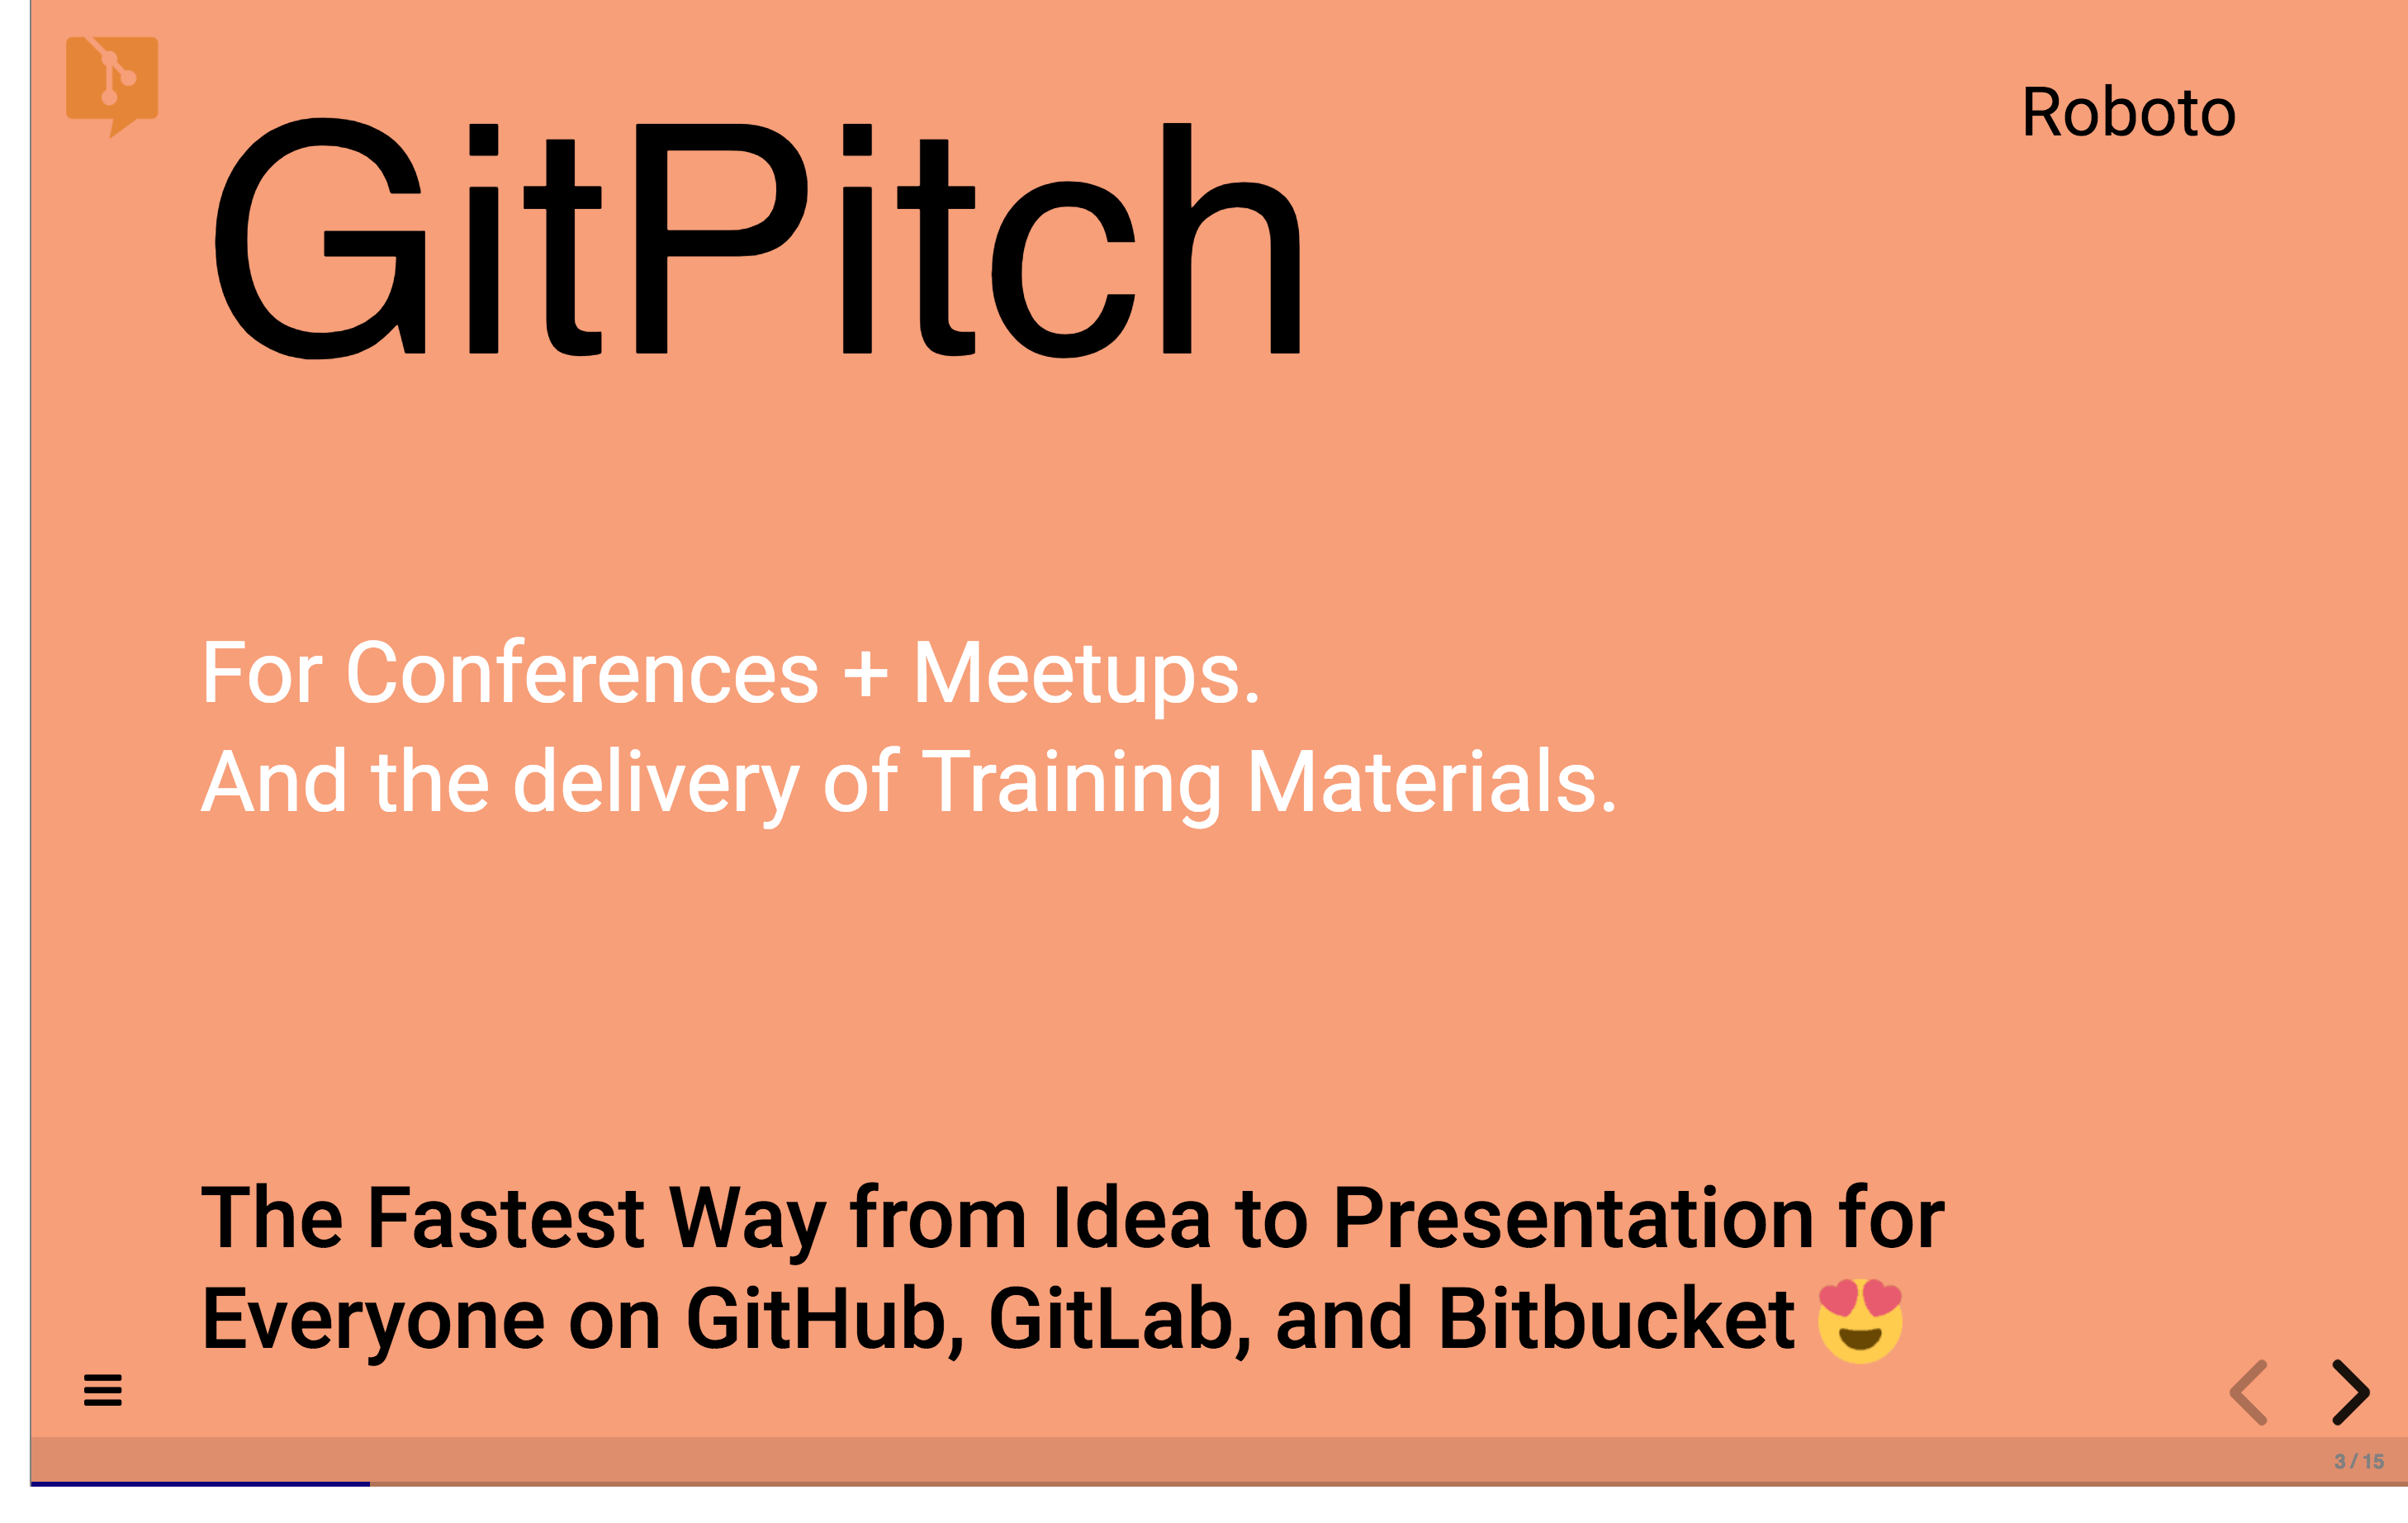 Roboto
GitPitch
For Conferences + Meetups.
And the delivery of Training Materials.
The Fastest Way from Idea to Presentation for
Everyone on GitHub, GitLab, and Bitbucket 😍
3 / 15